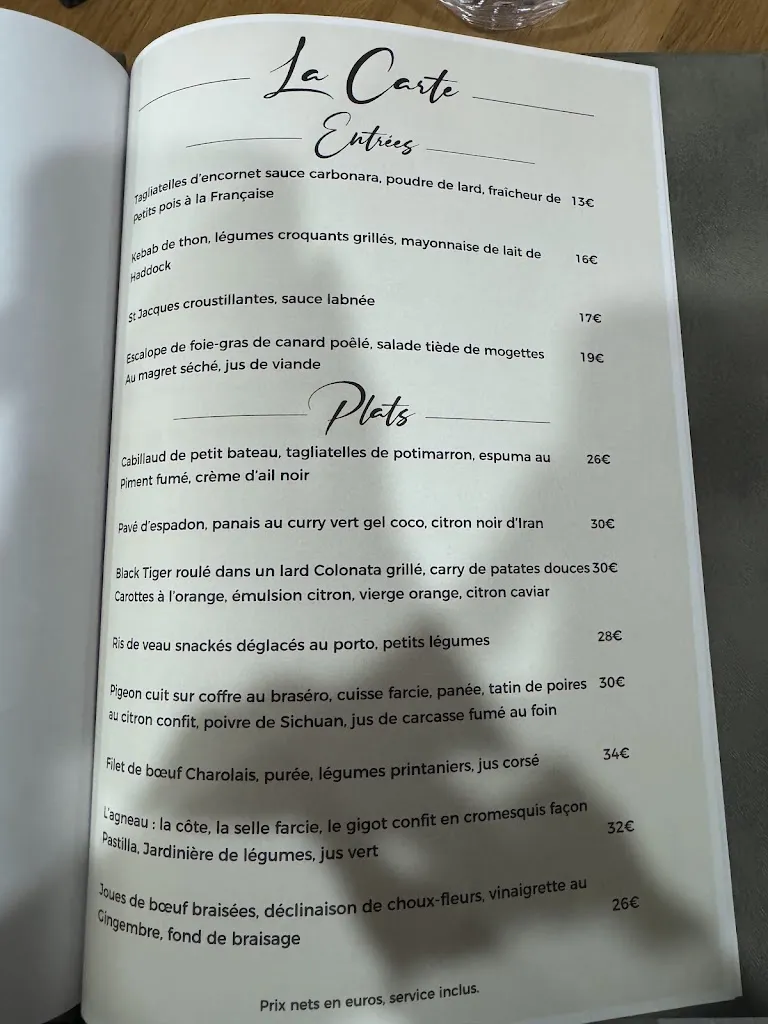 La Carte
Entrées
Tagliatelles d'encornet sauce carbonara, poudre de lard, fraîcheur de 13€
Petits pois à la Française
Kebab de thon, légumes croquants grillés, mayonnaise de lait de 16€
Haddock
St Jacques croustillantes, sauce labnée 17€
Escalope de foie-gras de canard poêlé, salade tiède de mogettes 19€
Au magret séché, jus de viande
Plats
Cabillaud de petit bateau, tagliatelles de potimarron, espuma au 26€
Piment fumé, crème d'ail noir
Pavé d'espadon, panais au curry vert gel coco, citron noir d'Iran 30€
Black Tiger roulé dans un lard Colonata grillé, carry de patates douces 30€
Carottes à l'orange, émulsion citron, vierge orange, citron caviar
Ris de veau snackés déglacés au porto, petits légumes 28€
Pigeon cuit sur coffre au braséro, cuisse farcie, panée, tatin de poires 30€
au citron confit, poivre de Sichuan, jus de carcasse fumé au foin
Filet de bœuf Charolais, purée, légumes printaniers, jus corsé 34€
L'agneau : la côte, la selle farcie, le gigot confit en cromesquis façon 32€
Pastilla, Jardinière de légumes, jus vert
Joues de bœuf braisées, déclinaison de choux-fleurs, vinaigrette au 26€
Gingembre, fond de braisage
Prix nets en euros, service inclus.